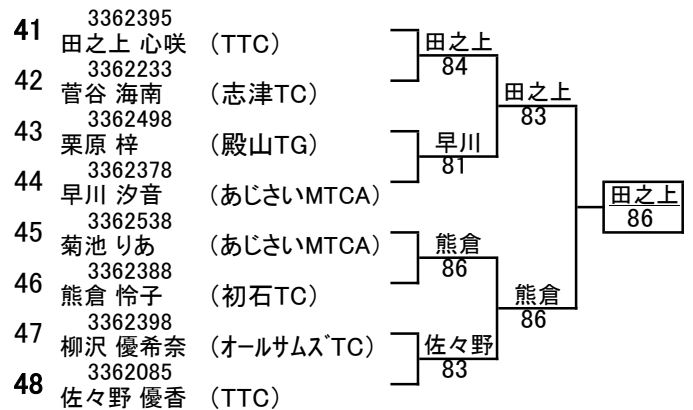 3362395
41 田之上 心咲 （TTC）
田之上
84
3362233
42 菅谷 海南 （志津TC）
田之上
83
3362498
43 栗原 梓 （殿山TG）
早川
81
3362378
44 早川 汐音 （あじさいMTCA）
田之上
86
3362538
45 菊池 りあ （あじさいMTCA）
熊倉
86
3362388
46 熊倉 怜子 （初石TC）
熊倉
86
3362398
47 柳沢 優希奈 （オールサムズTC）
佐々野
83
3362085
48 佐々野 優香 （TTC）